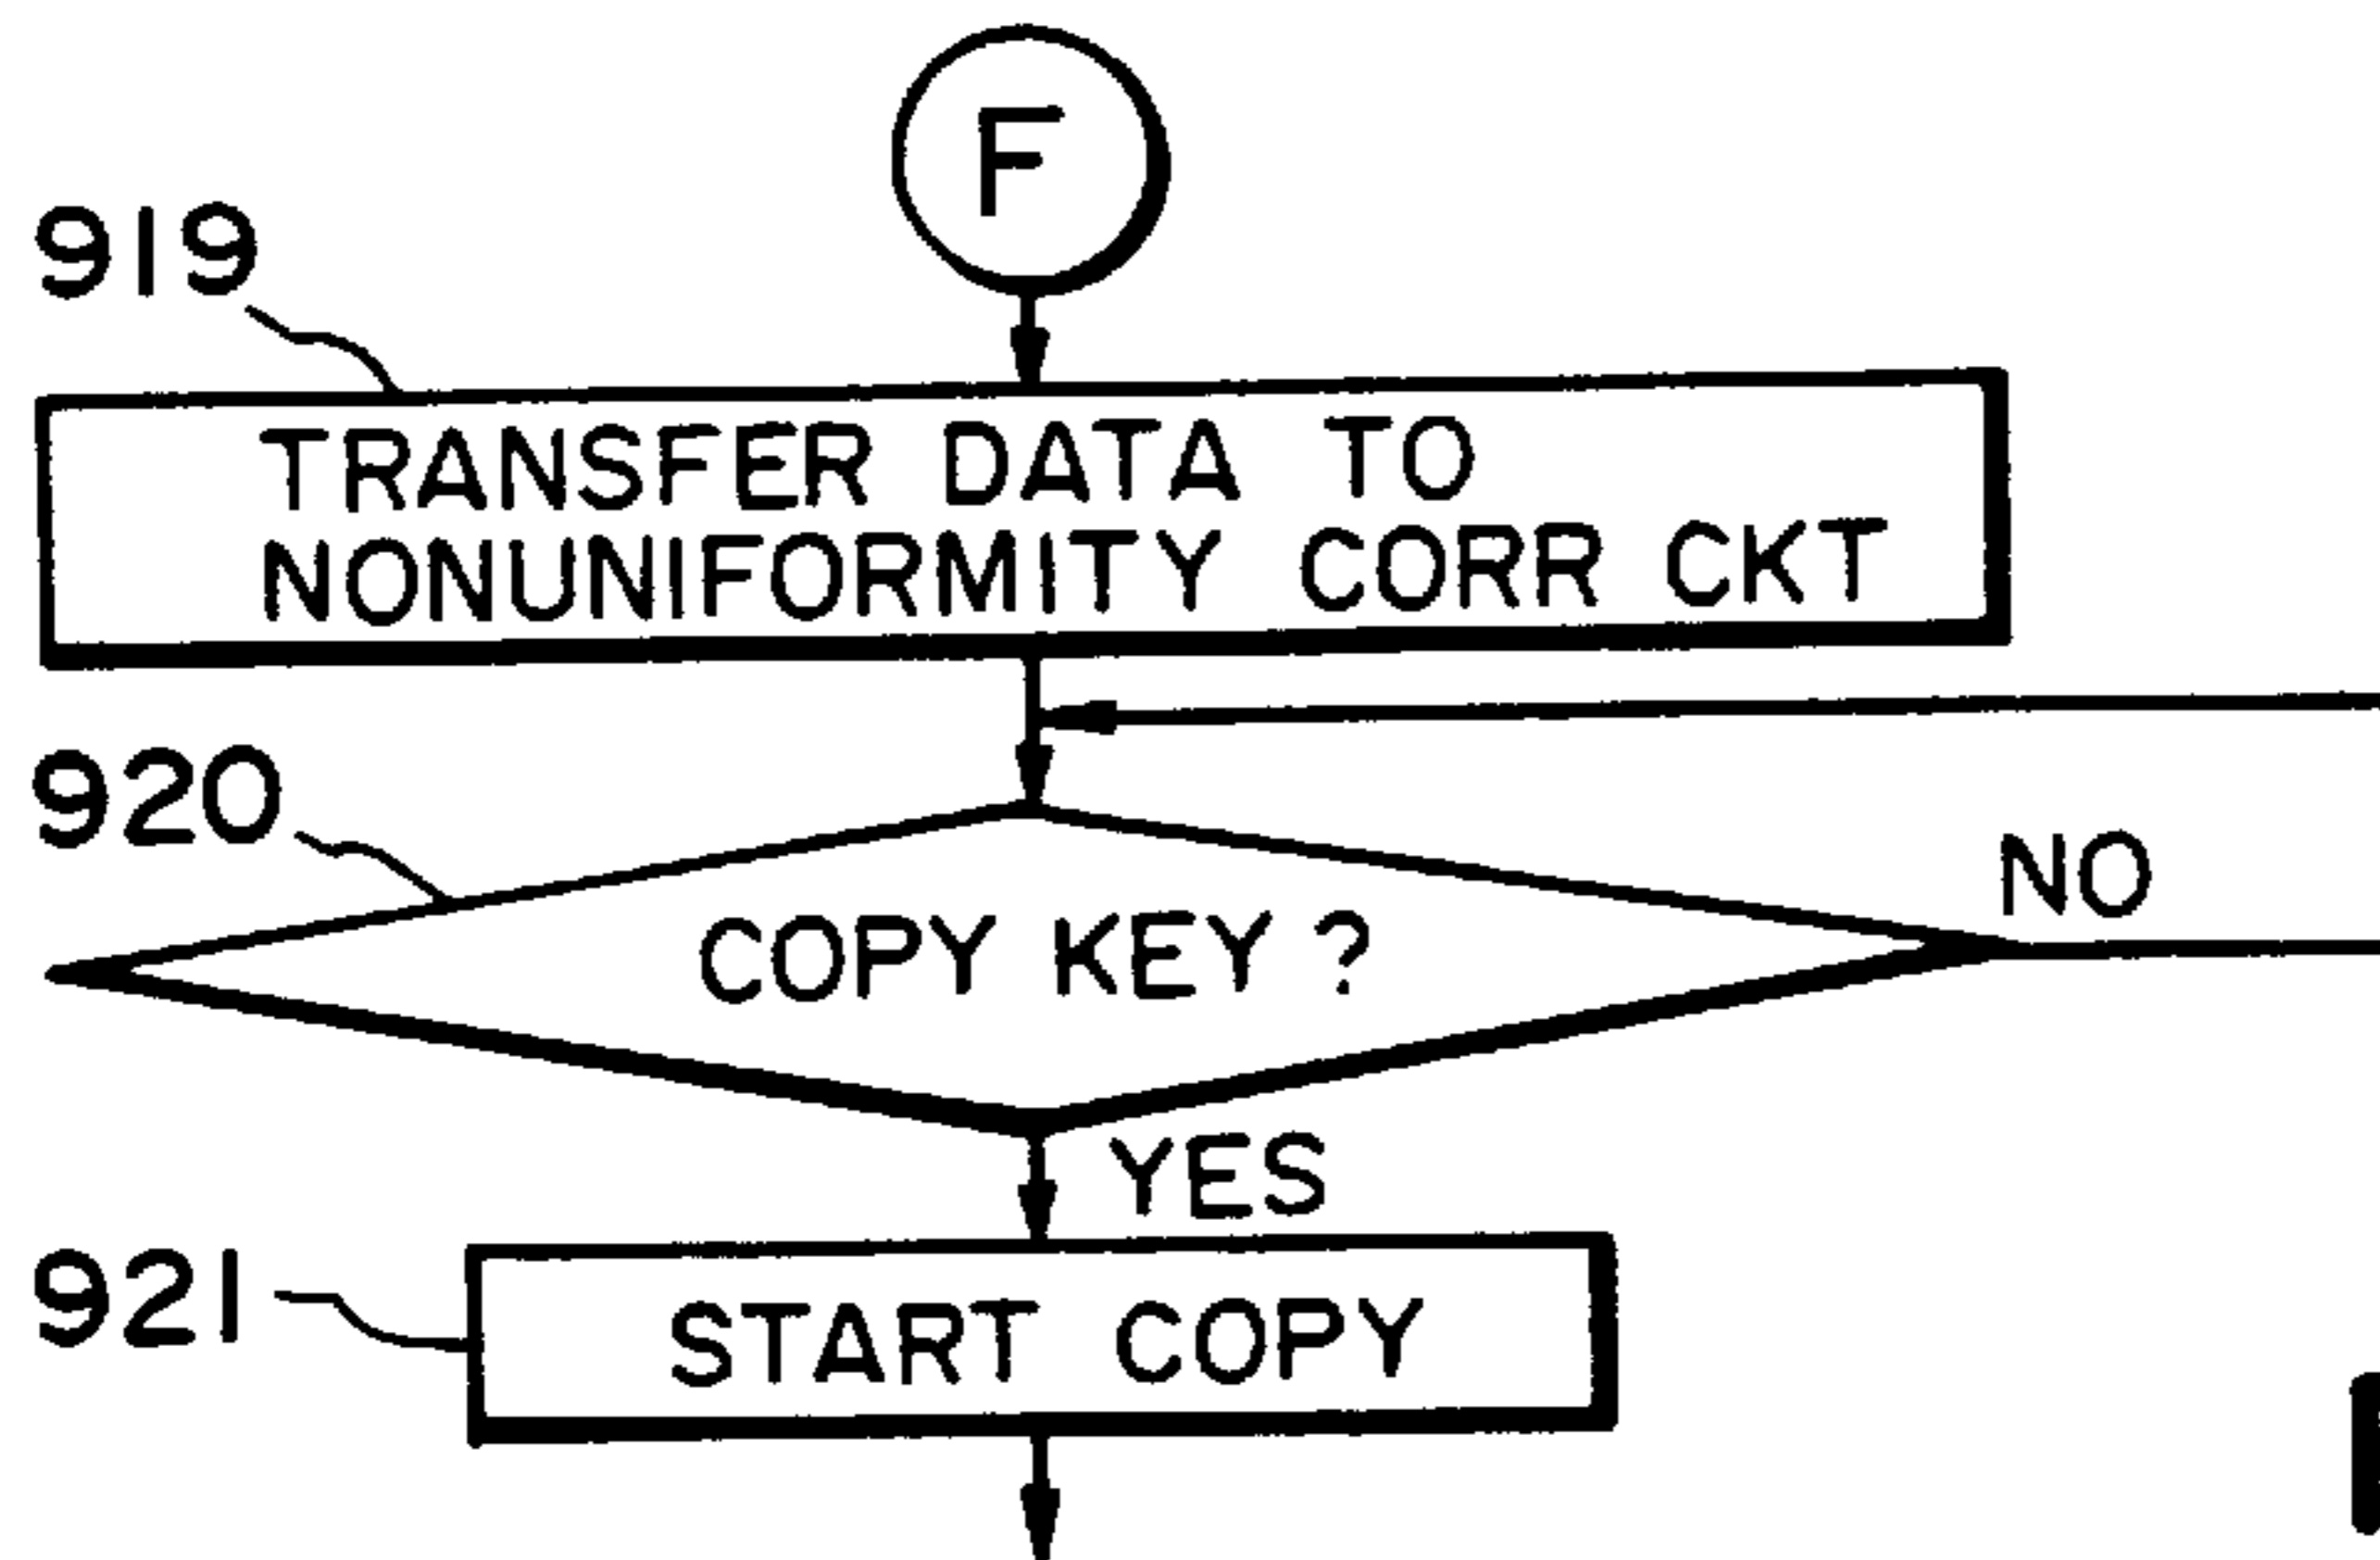 F
919
TRANSFER DATA TO
NONUNIFORMITY CORR CKT
920
COPY KEY ?
NO
YES
921
START COPY